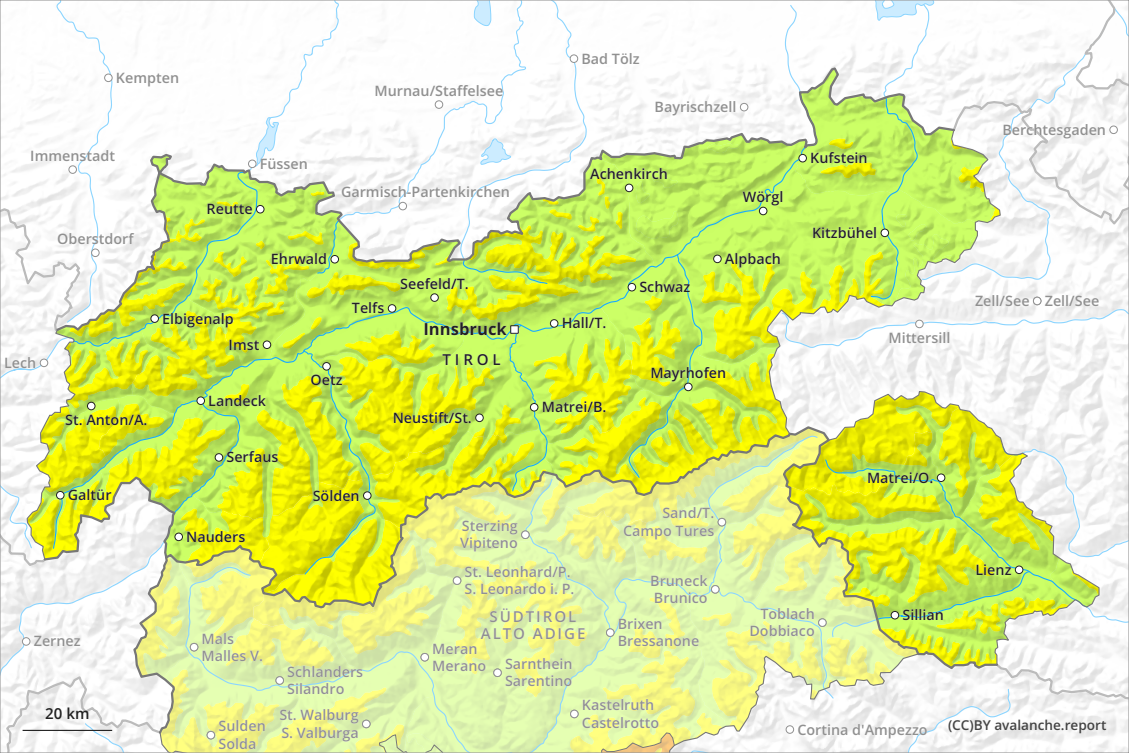 Kempten
Bad Tölz
Murnau/Staffelsee
Bayrischzell
Berchtesgaden
Immenstadt
Füssen
Kufstein
Achenkirch
Garmisch-Partenkirchen
Wörgl
Reutte
Oberstdorf
Kitzbühel
Ehrwald
Alpbach
Seefeld/T.
Schwaz
Zell/See
Zell/See
Telfs
Elbigenalp
Innsbruck
Hall/T.
Mittersill
Imst
Lech
TIROL
Oetz
Mayrhofen
Landeck
Matrei/B.
St. Anton/A.
Neustift/St.
Serfaus
Matrei/O.
Galtür
Sölden
Sand/T.
Campo Tures
Sterzing
Vipiteno
Nauders
Lienz
St. Leonhard/P.
S. Leonardo i. P.
Bruneck
Brunico
SÜDTIROL
ALTO ADIGE
Sillian
Toblach
Dobbiaco
Brixen
Bressanone
Zernez
Mals
Malles V.
Meran
Merano
Sarnthein
Sarentino
Schlanders
Silandro
20 km
St. Walburg
S. Valburga
Kastelruth
Castelrotto
Sulden
Solda
Cortina d'Ampezzo
(CC)BY avalanche.report